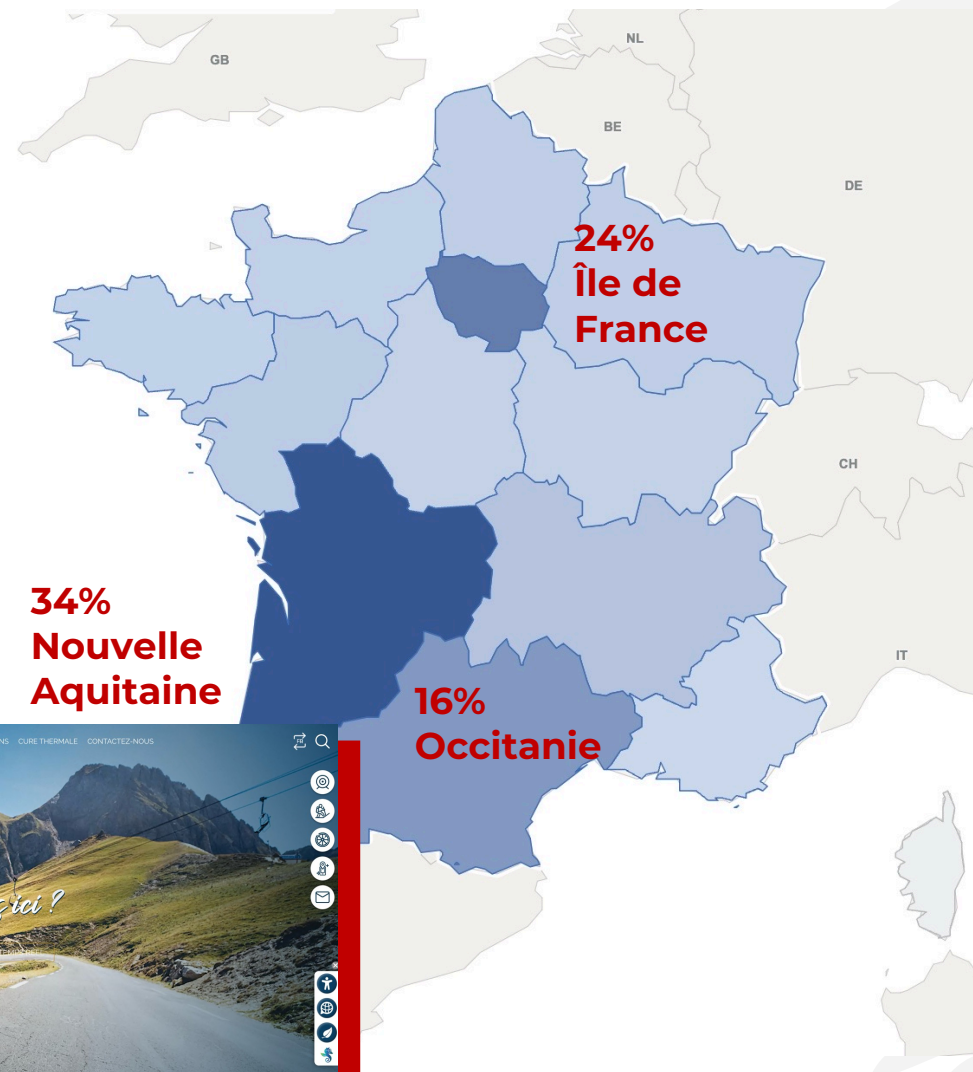 GB
NL
BE
DE
24%
Île de
France
CH
34%
Nouvelle
Aquitaine
IT
16%
Occitanie
CURE THERMALE CONTACTEZ-NOUS
FR
ici ?